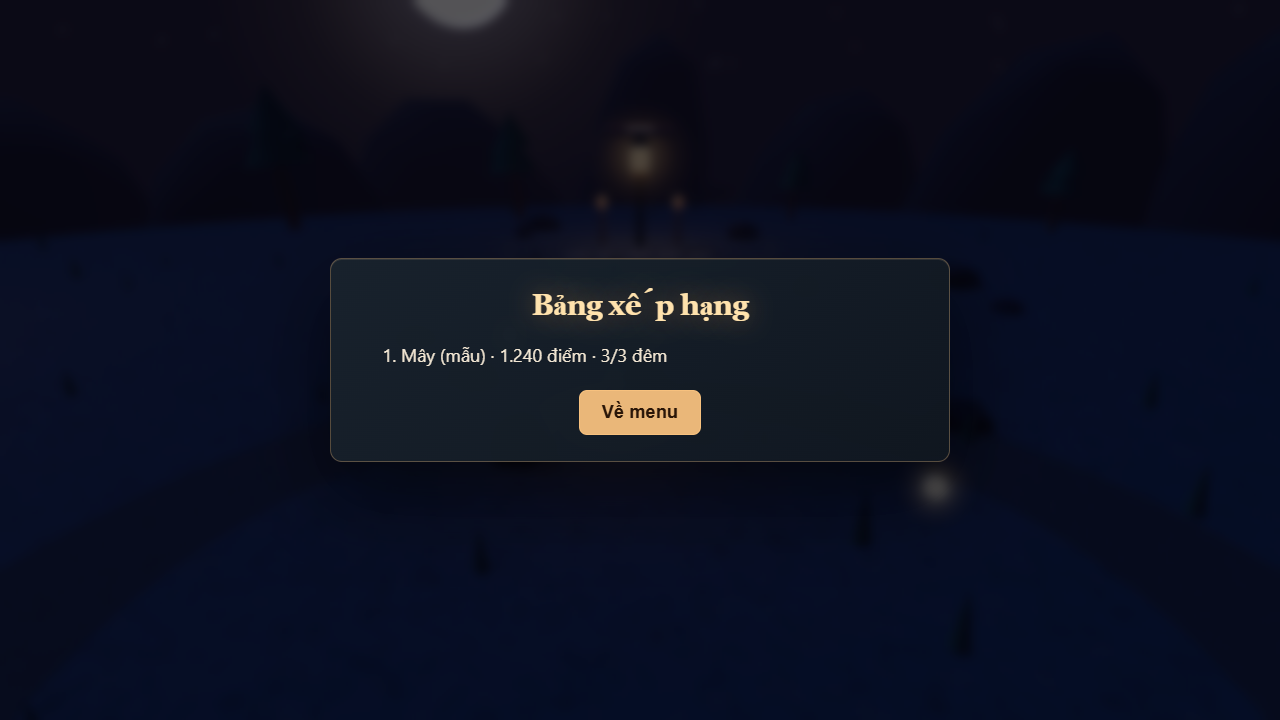 Bảng xếp hạng
1. Mây (mẫu) · 1.240 điểm · 3/3 đêm
Về menu